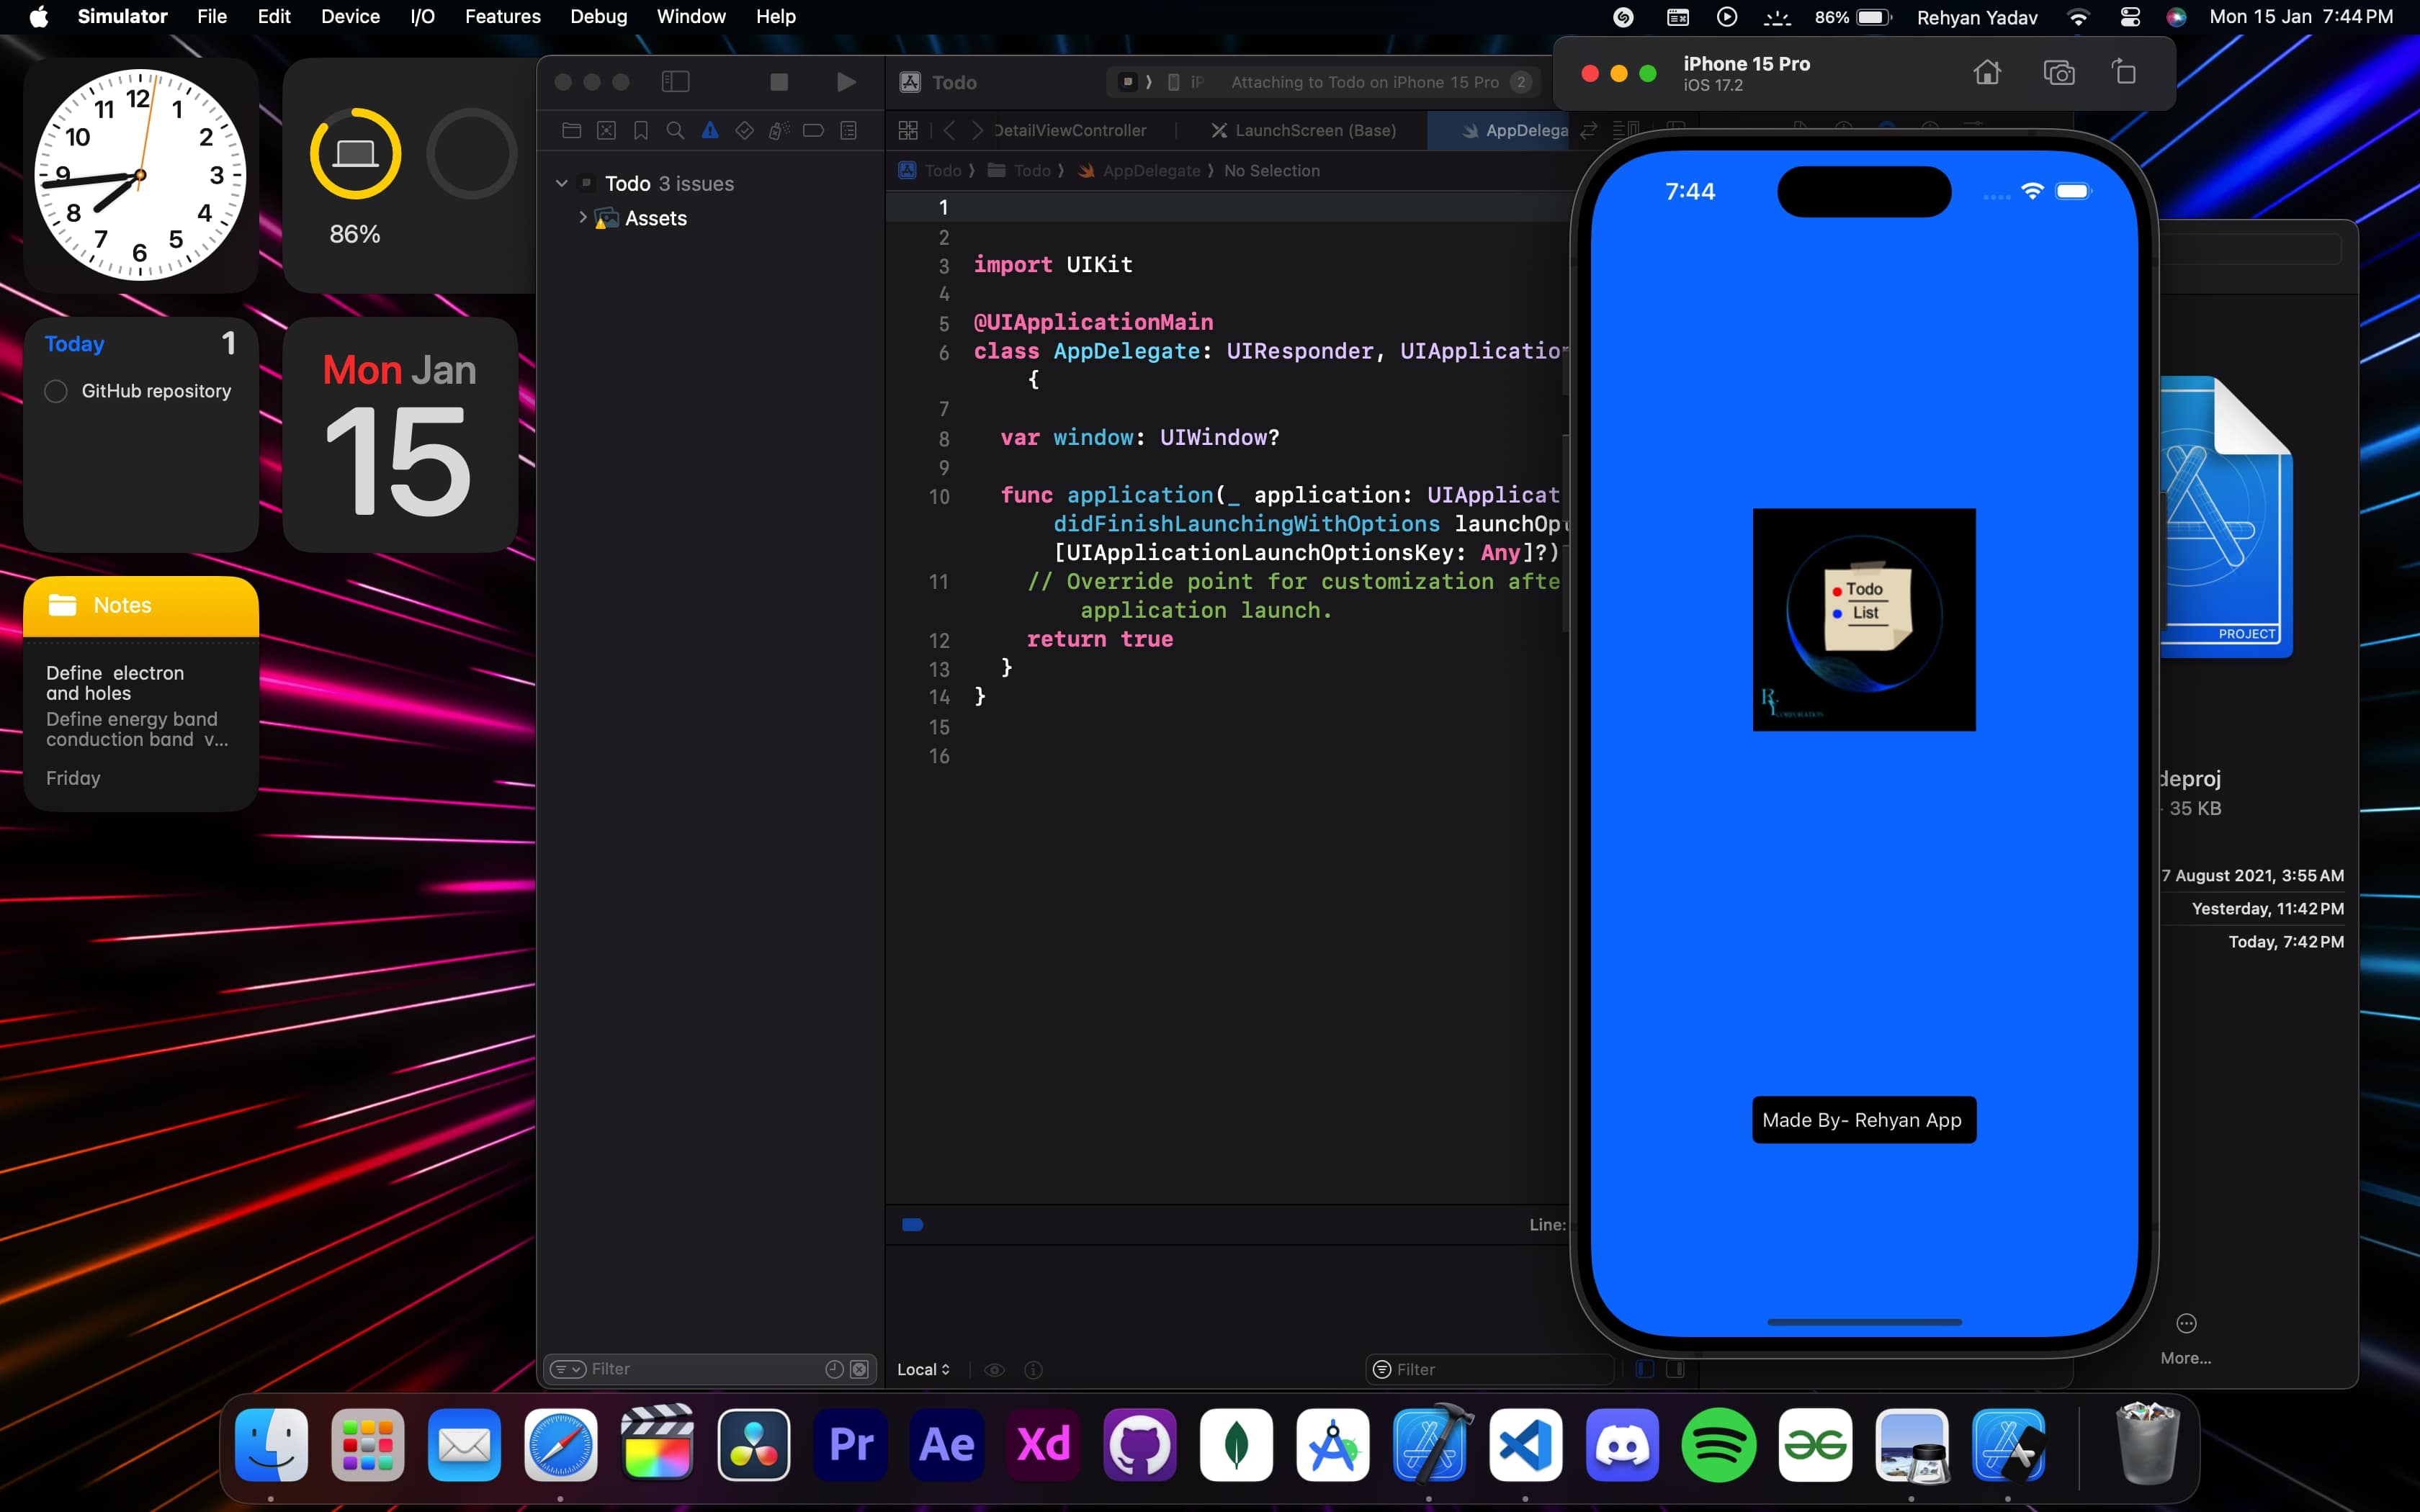 Simulator File Edit Device I/O Features Debug Window Help
86% Rehyan Yadav Mon 15 Jan 7:44 PM
12
11 1
10 2
9 3
8 4
7 5
6
86%
Today 1
GitHub repository
Mon Jan
15
Notes
Define electron
and holes
Define energy band
conduction band v...
Friday
Todo
iP Attaching to Todo on iPhone 15 Pro 2
DetailViewController LaunchScreen (Base) AppDelega
Todo Todo AppDelegate No Selection
Todo 3 issues
Assets
1
2
3 import UIKit
4
5 @UIApplicationMain
6 class AppDelegate: UIResponder, UIApplication
{
7
8 var window: UIWindow?
9
10 func application(_ application: UIApplicat
didFinishLaunchingWithOptions launchOpt
[UIApplicationLaunchOptionsKey: Any]?)
11 // Override point for customization afte
application launch.
12 return true
13 }
14 }
15
16
Line:
Local
Filter
Filter
iPhone 15 Pro
iOS 17.2
7:44
Todo
List
RY
CORPORATION
Made By- Rehyan App
PROJECT
deproj
- 35 KB
7 August 2021, 3:55 AM
Yesterday, 11:42 PM
Today, 7:42 PM
More...
Pr Ae Xd